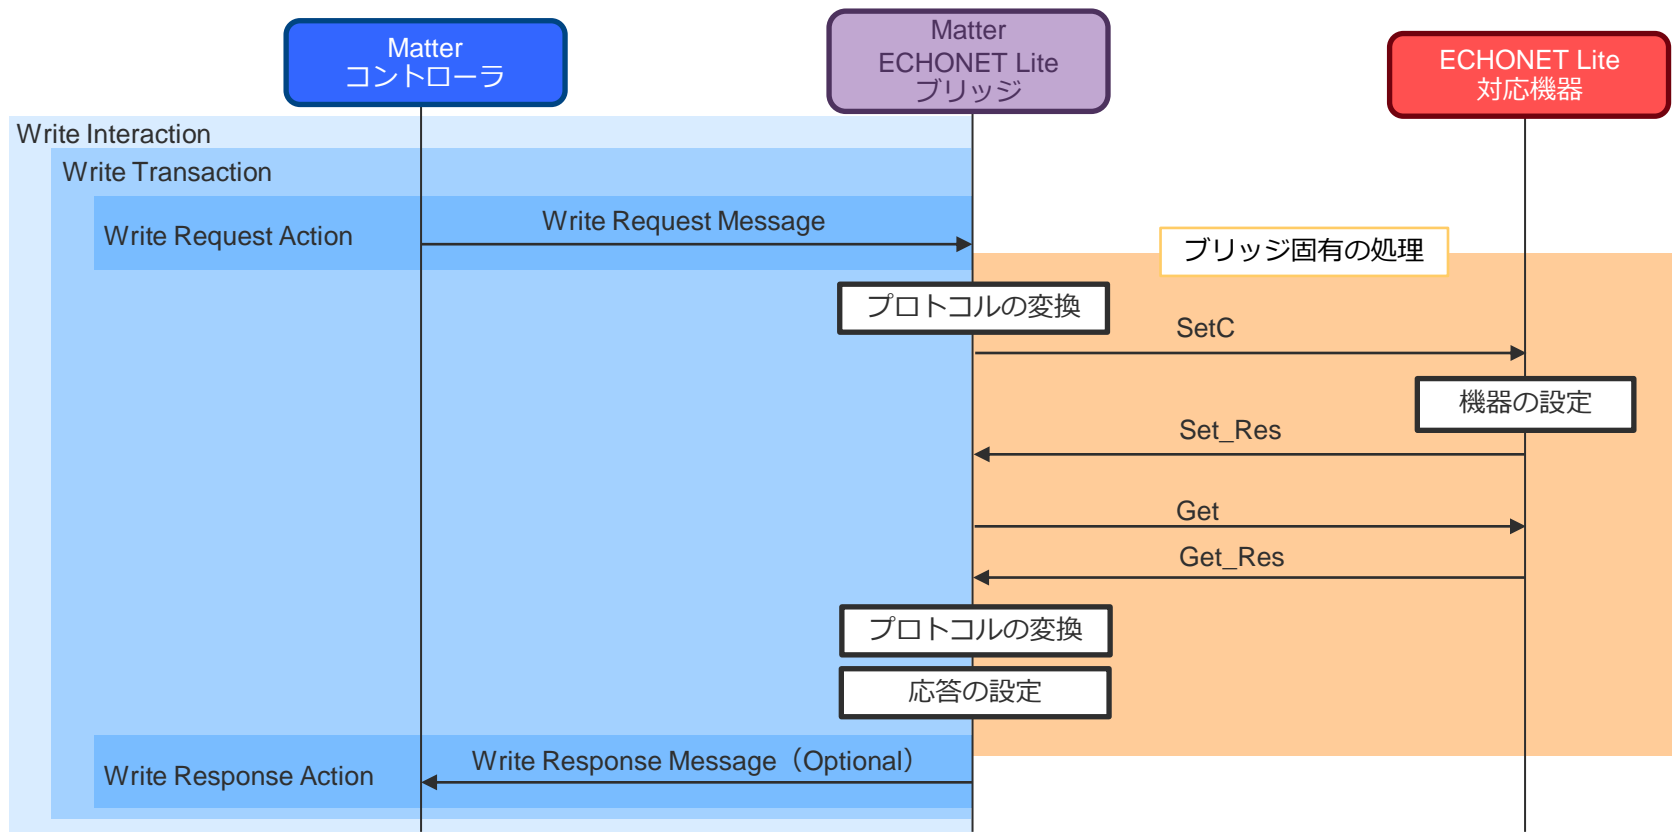 Matter
コントローラ
Matter
ECHONET Lite
ブリッジ
ECHONET Lite
対応機器
Write Interaction
Write Transaction
Write Request Action
Write Request Message
ブリッジ固有の処理
プロトコルの変換
SetC
機器の設定
Set_Res
Get
Get_Res
プロトコルの変換
応答の設定
Write Response Action
Write Response Message（Optional）